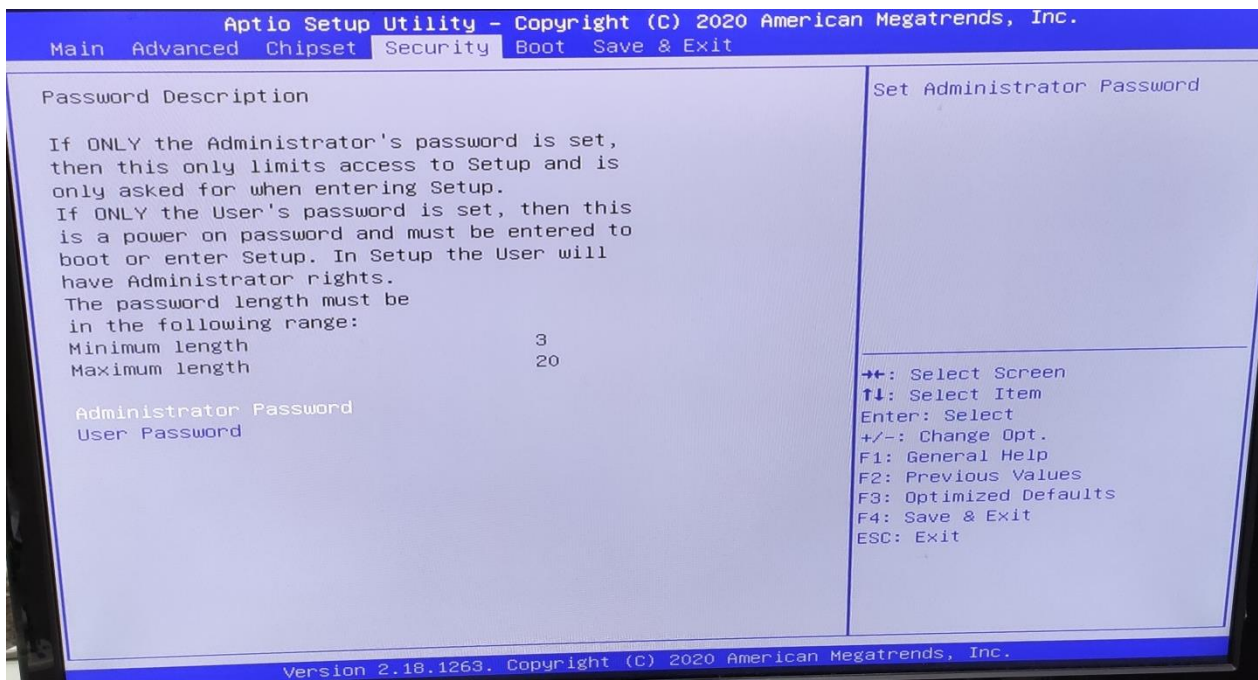 Aptio Setup Utility – Copyright (C) 2020 American Megatrends, Inc.
Main Advanced Chipset Security Boot Save & Exit
Password Description
If ONLY the Administrator's password is set,
then this only limits access to Setup and is
only asked for when entering Setup.
If ONLY the User's password is set, then this
is a power on password and must be entered to
boot or enter Setup. In Setup the User will
have Administrator rights.
The password length must be
in the following range:
Minimum length 3
Maximum length 20
Administrator Password
User Password
Set Administrator Password
→←: Select Screen
↑↓: Select Item
Enter: Select
+/-: Change Opt.
F1: General Help
F2: Previous Values
F3: Optimized Defaults
F4: Save & Exit
ESC: Exit
Version 2.18.1263. Copyright (C) 2020 American Megatrends, Inc.